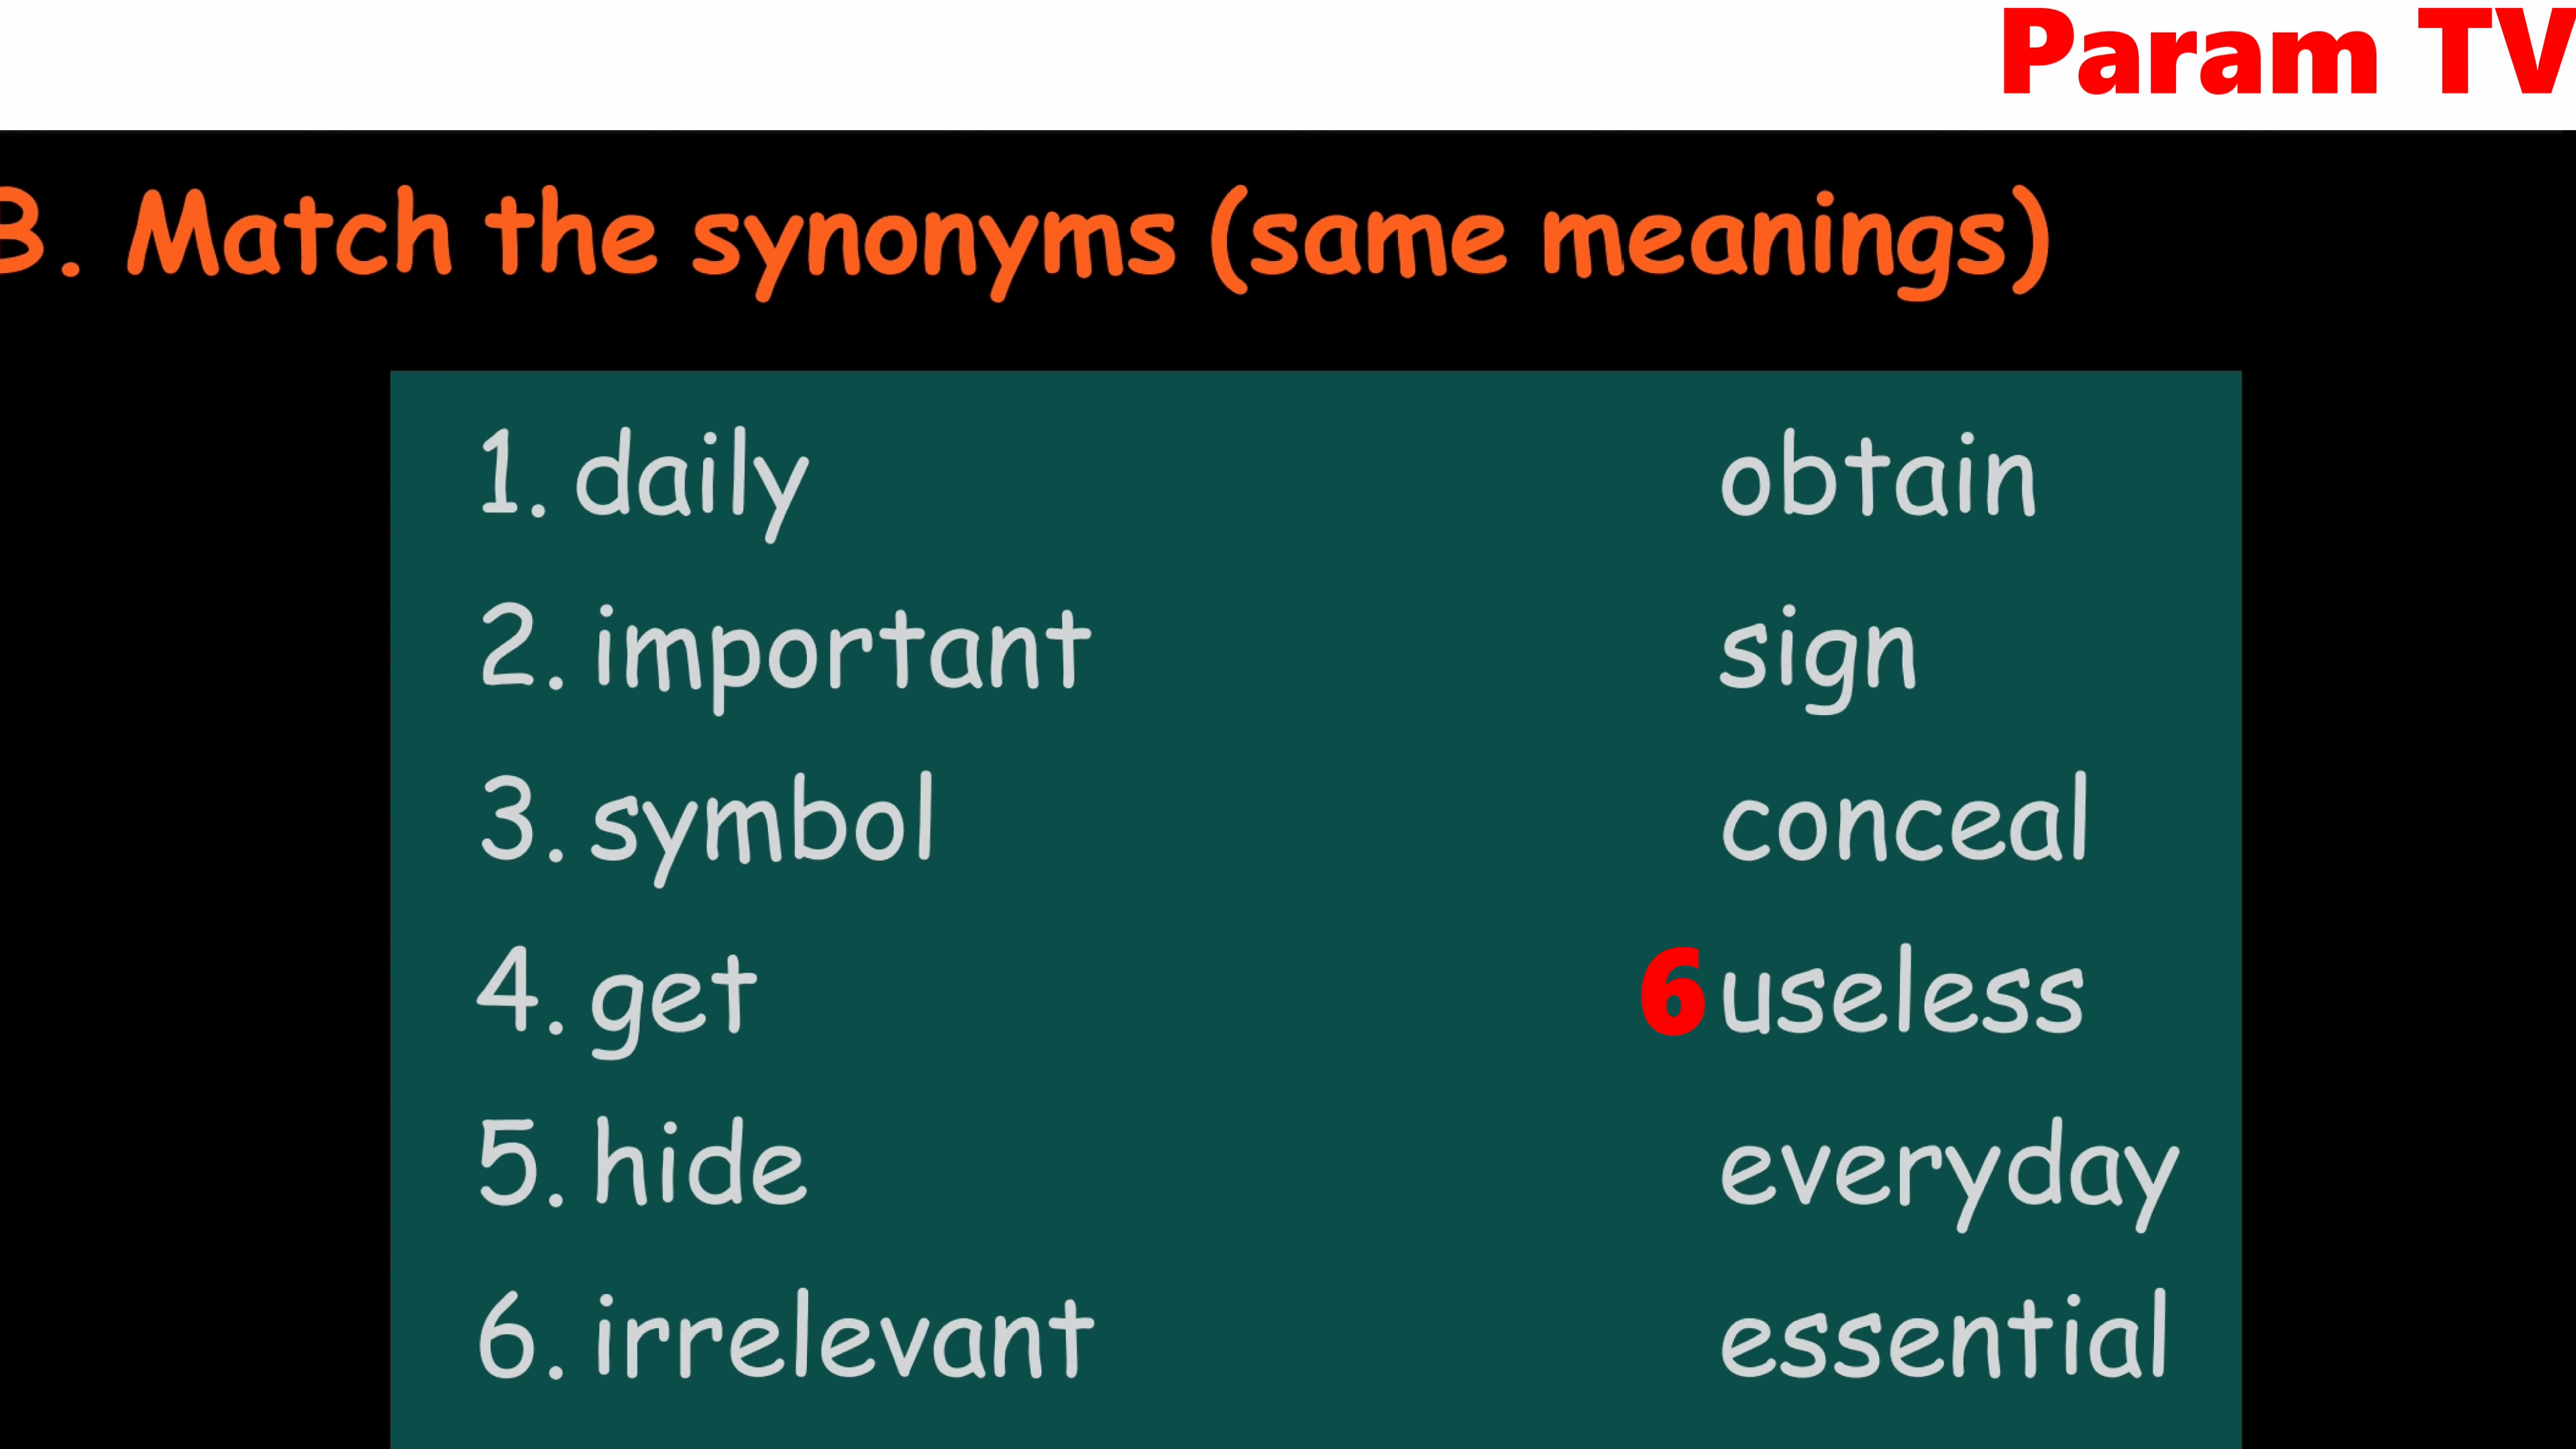 Param TV
B. Match the synonyms (same meanings)
1. daily obtain
2. important sign
3. symbol conceal
4. get 6 useless
5. hide everyday
6. irrelevant essential